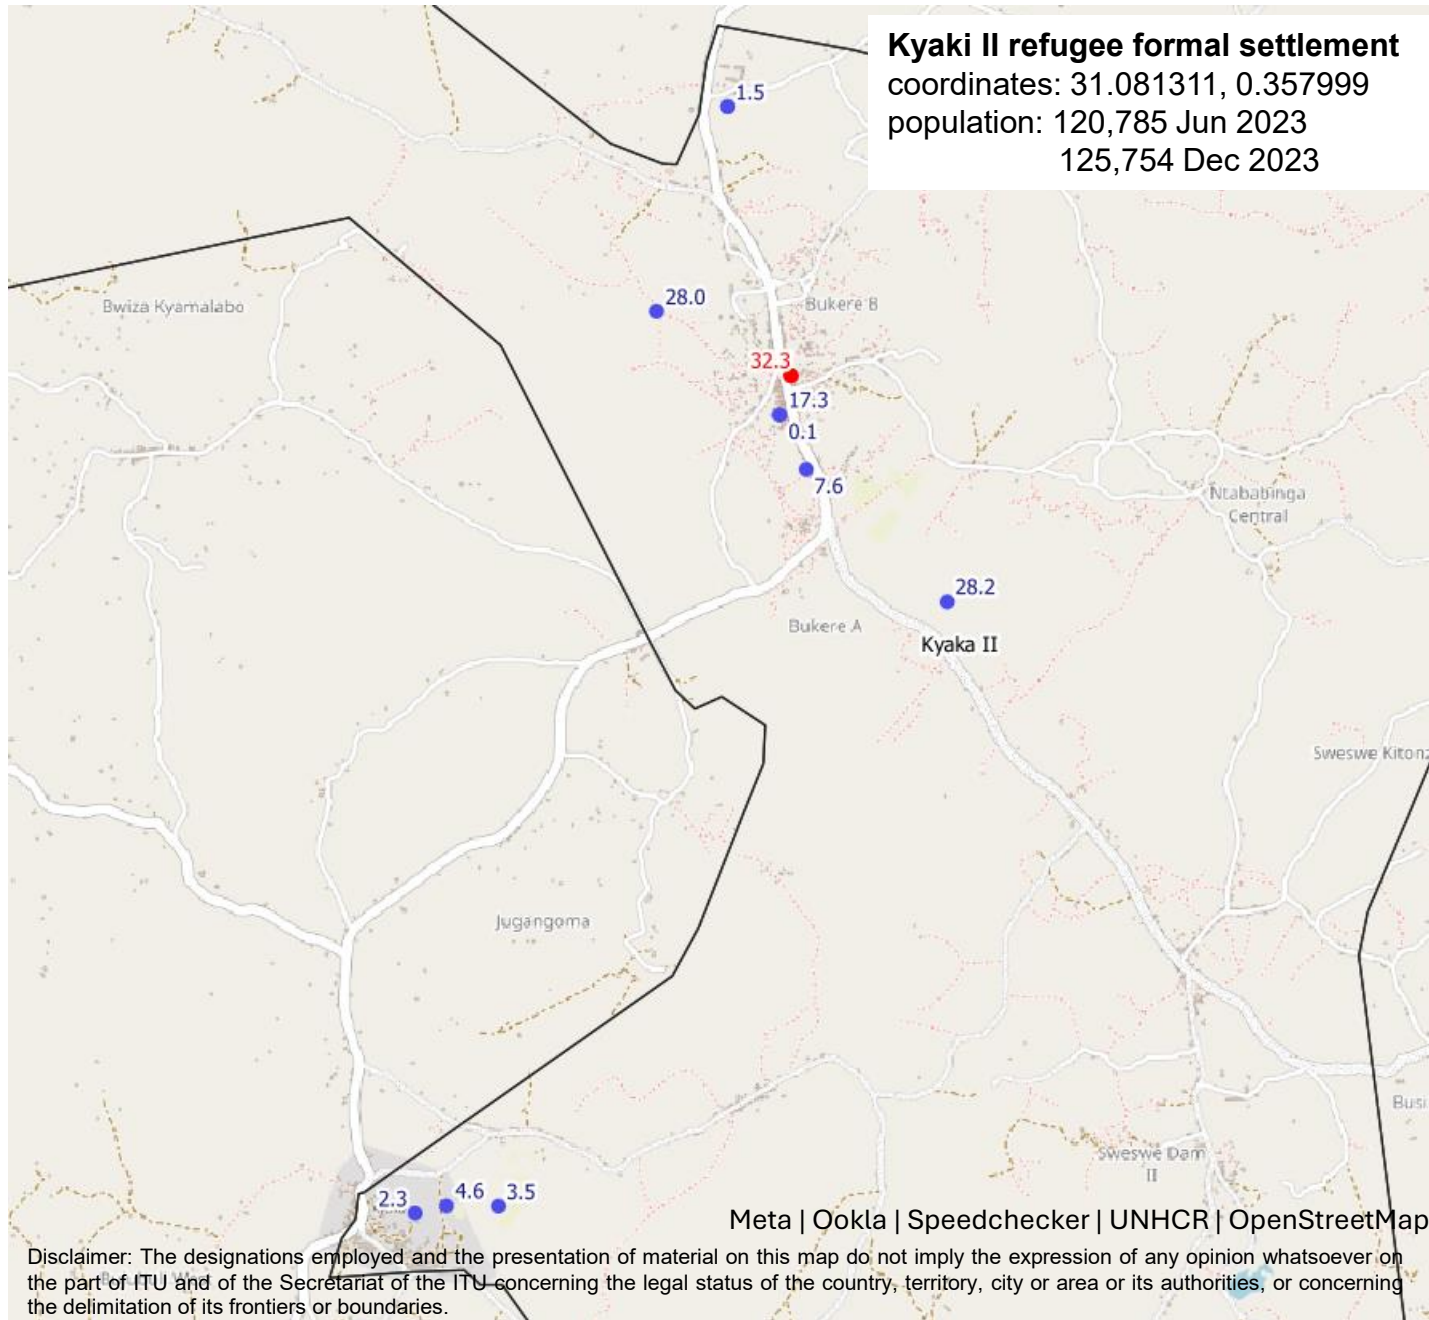 Kyaki II refugee formal settlement
coordinates: 31.081311, 0.357999
population: 120,785 Jun 2023
125,754 Dec 2023
1.5
28.0
Bwiza Kyamalabo
Bukere B
32.3
17.3
0.1
7.6
Ntababinga
Central
28.2
Bukere A
Kyaka II
Sweswe Kitonz
Jugangoma
Busi
Sweswe Dam
II
2.3
4.6
3.5
Meta | Ookla | Speedchecker | UNHCR | OpenStreetMap
Disclaimer: The designations employed and the presentation of material on this map do not imply the expression of any opinion whatsoever on
the part of ITU and of the Secretariat of the ITU concerning the legal status of the country, territory, city or area or its authorities, or concerning
the delimitation of its frontiers or boundaries.